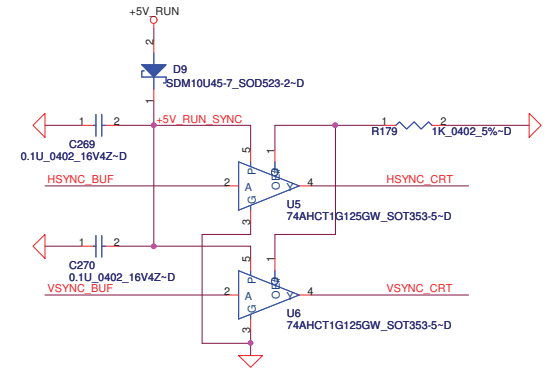 +5V_RUN
2
D9
SDM10U45-7_SOD523-2~D
1
+5V_RUN_SYNC
1 2
C269
0.1U_0402_16V4Z~D
1 2
R179 1K_0402_5%~D
5 1
P OE#
HSYNC_BUF 2 A Y 4 HSYNC_CRT
G
3
U5
74AHCT1G125GW_SOT353-5~D
1 2
C270
0.1U_0402_16V4Z~D
5 1
P OE#
VSYNC_BUF 2 A Y 4 VSYNC_CRT
G
3
U6
74AHCT1G125GW_SOT353-5~D